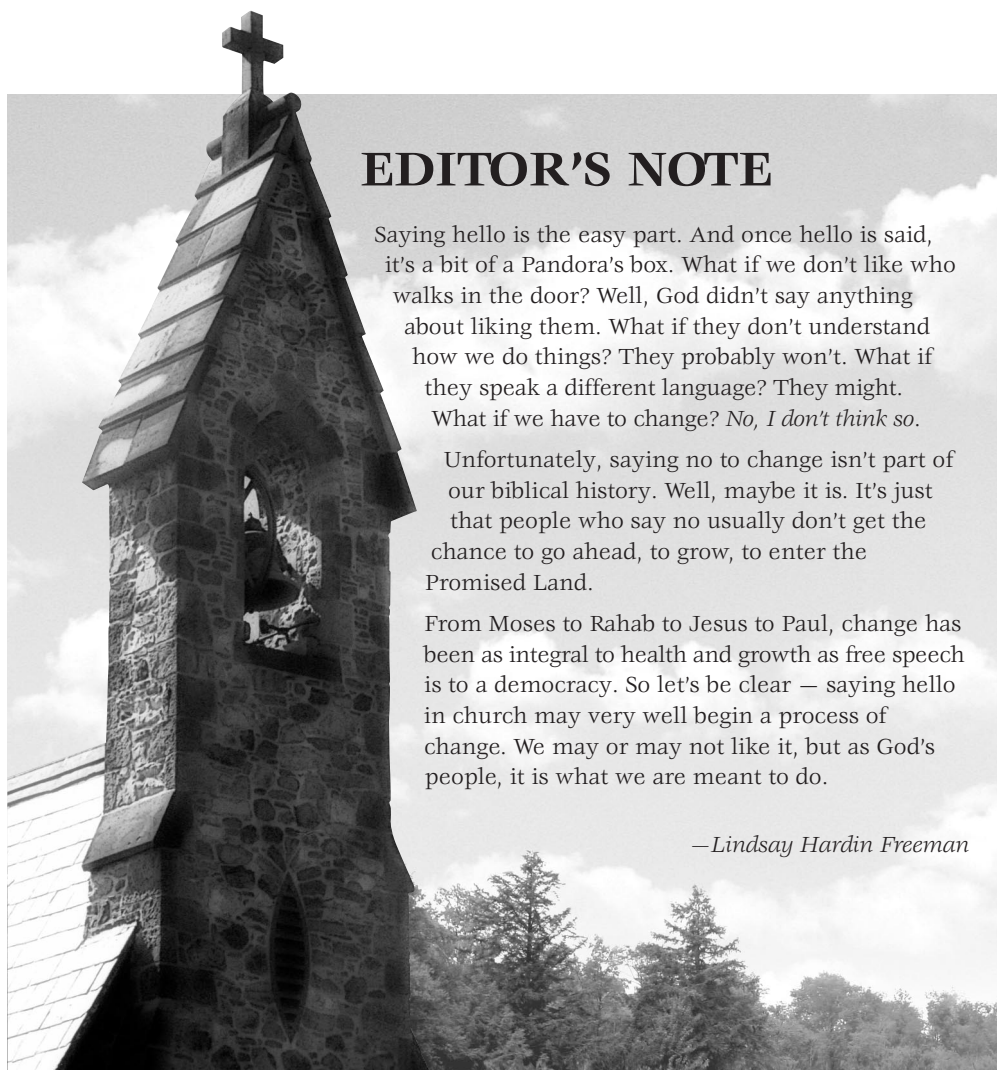 EDITOR’S NOTE
Saying hello is the easy part. And once hello is said,
it’s a bit of a Pandora’s box. What if we don’t like who
walks in the door? Well, God didn’t say anything
about liking them. What if they don’t understand
how we do things? They probably won’t. What if
they speak a different language? They might.
What if we have to change? No, I don’t think so.
Unfortunately, saying no to change isn’t part of
our biblical history. Well, maybe it is. It’s just
that people who say no usually don’t get the
chance to go ahead, to grow, to enter the
Promised Land.
From Moses to Rahab to Jesus to Paul, change has
been as integral to health and growth as free speech
is to a democracy. So let’s be clear — saying hello
in church may very well begin a process of
change. We may or may not like it, but as God’s
people, it is what we are meant to do.
—Lindsay Hardin Freeman